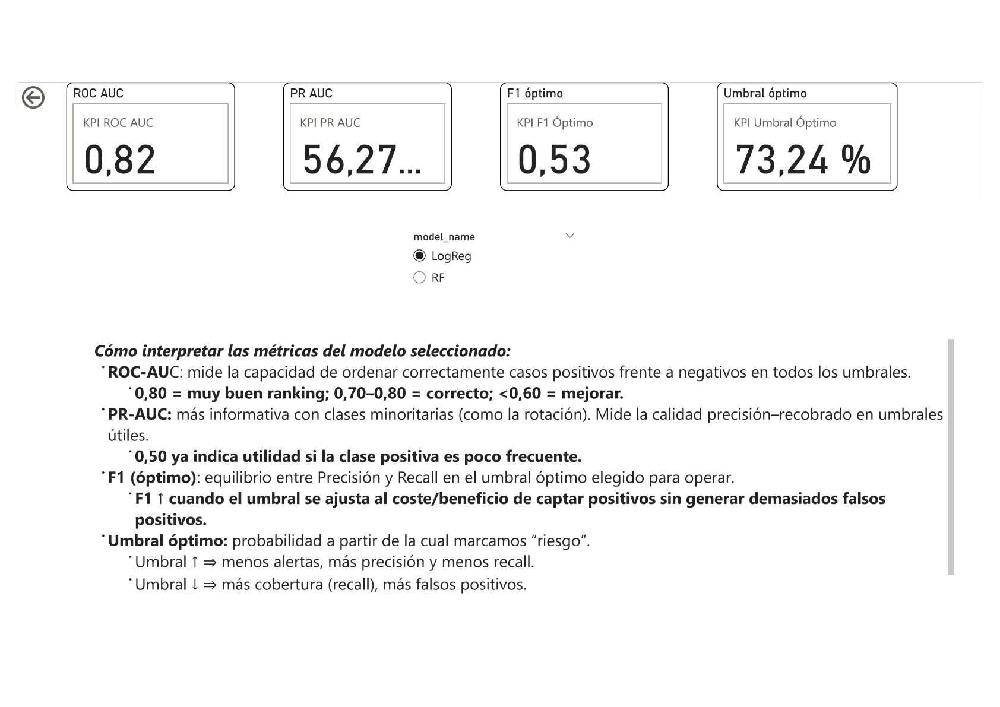 ROC AUC
KPI ROC AUC
0,82
PR AUC
KPI PR AUC
56,27...
F1 óptimo
KPI F1 Óptimo
0,53
Umbral óptimo
KPI Umbral Óptimo
73,24 %
model_name
LogReg
RF
Cómo interpretar las métricas del modelo seleccionado:
ROC-AUC: mide la capacidad de ordenar correctamente casos positivos frente a negativos en todos los umbrales.
0,80 = muy buen ranking; 0,70–0,80 = correcto; <0,60 = mejorar.
PR-AUC: más informativa con clases minoritarias (como la rotación). Mide la calidad precisión–recobrado en umbrales
útiles.
0,50 ya indica utilidad si la clase positiva es poco frecuente.
F1 (óptimo): equilibrio entre Precisión y Recall en el umbral óptimo elegido para operar.
F1 ↑ cuando el umbral se ajusta al coste/beneficio de captar positivos sin generar demasiados falsos
positivos.
Umbral óptimo: probabilidad a partir de la cual marcamos “riesgo”.
Umbral ↑ ⇒ menos alertas, más precisión y menos recall.
Umbral ↓ ⇒ más cobertura (recall), más falsos positivos.